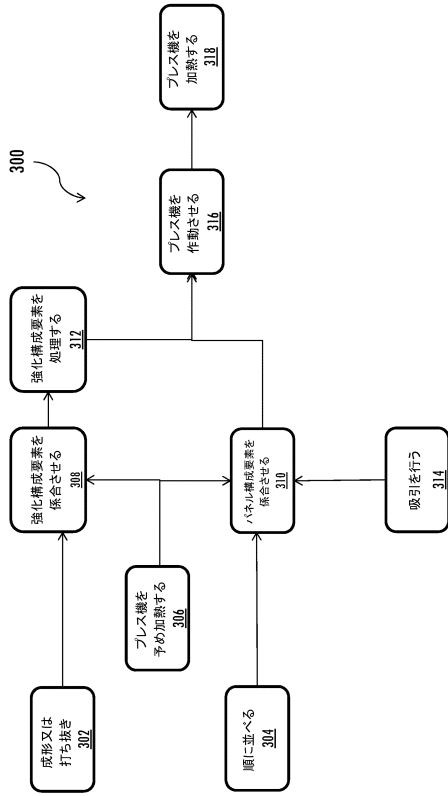 300
成形又は
打ち抜き
302
強化構成要素を
係合させる
308
強化構成要素を
処理する
312
プレス機を
予め加熱する
306
プレス機を
作動させる
316
プレス機を
加熱する
318
順に並べる
304
パネル構成要素を
係合させる
310
吸引を行う
314